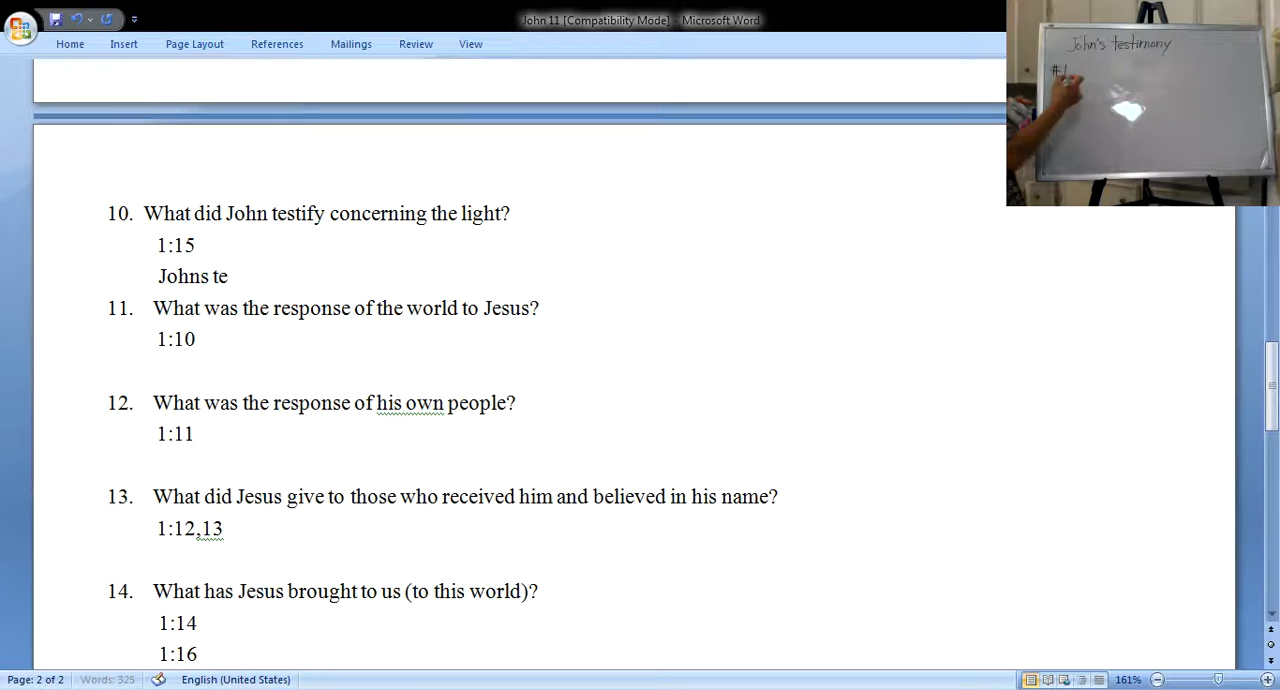 John 11 [Compatibility Mode] - Microsoft Word
Home Insert Page Layout References Mailings Review View
John's testimony
#1
10. What did John testify concerning the light?
1:15
Johns te
11. What was the response of the world to Jesus?
1:10
12. What was the response of his own people?
1:11
13. What did Jesus give to those who received him and believed in his name?
1:12,13
14. What has Jesus brought to us (to this world)?
1:14
1:16
Page: 2 of 2 Words: 325 English (United States) 161%